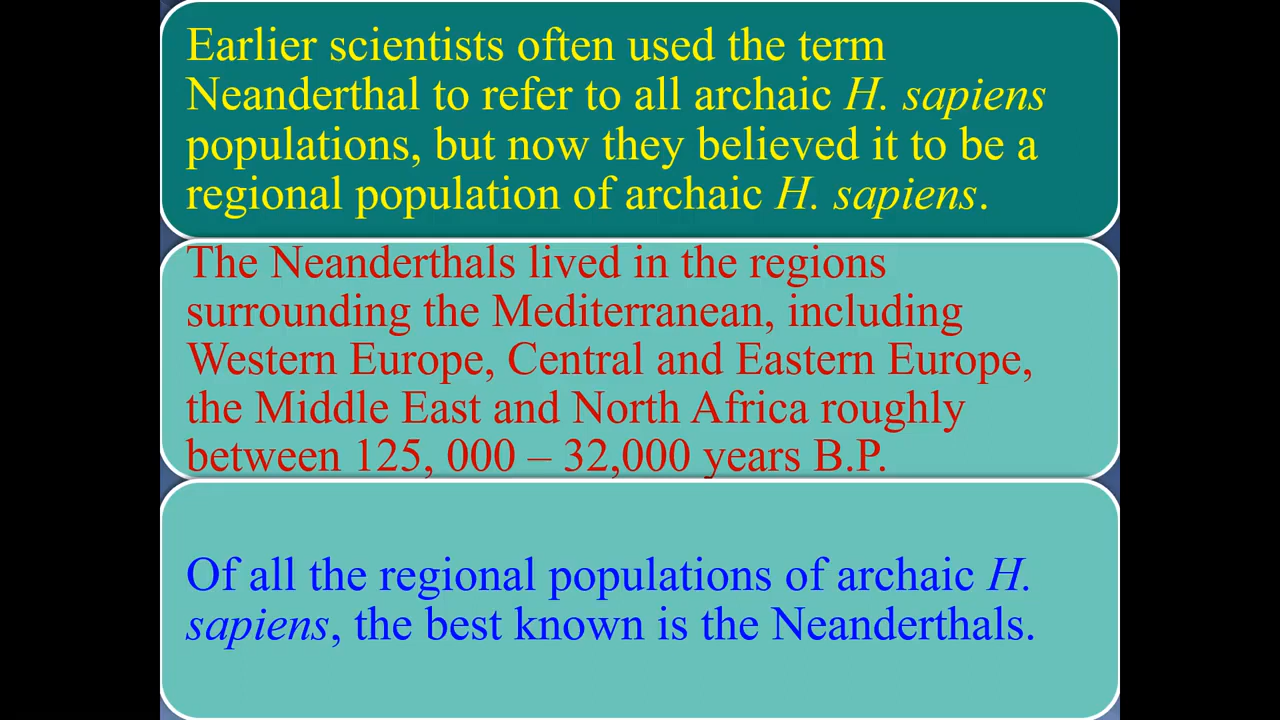 Earlier scientists often used the term
Neanderthal to refer to all archaic H. sapiens
populations, but now they believed it to be a
regional population of archaic H. sapiens.
The Neanderthals lived in the regions
surrounding the Mediterranean, including
Western Europe, Central and Eastern Europe,
the Middle East and North Africa roughly
between 125, 000 – 32,000 years B.P.
Of all the regional populations of archaic H.
sapiens, the best known is the Neanderthals.